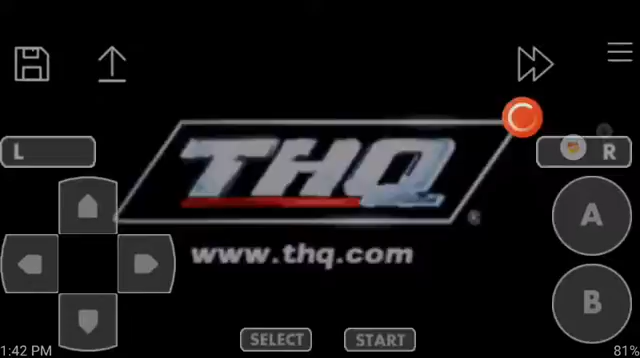 THQ
®
L
R
www.thq.com
A
B
SELECT
START
1:42 PM
81%